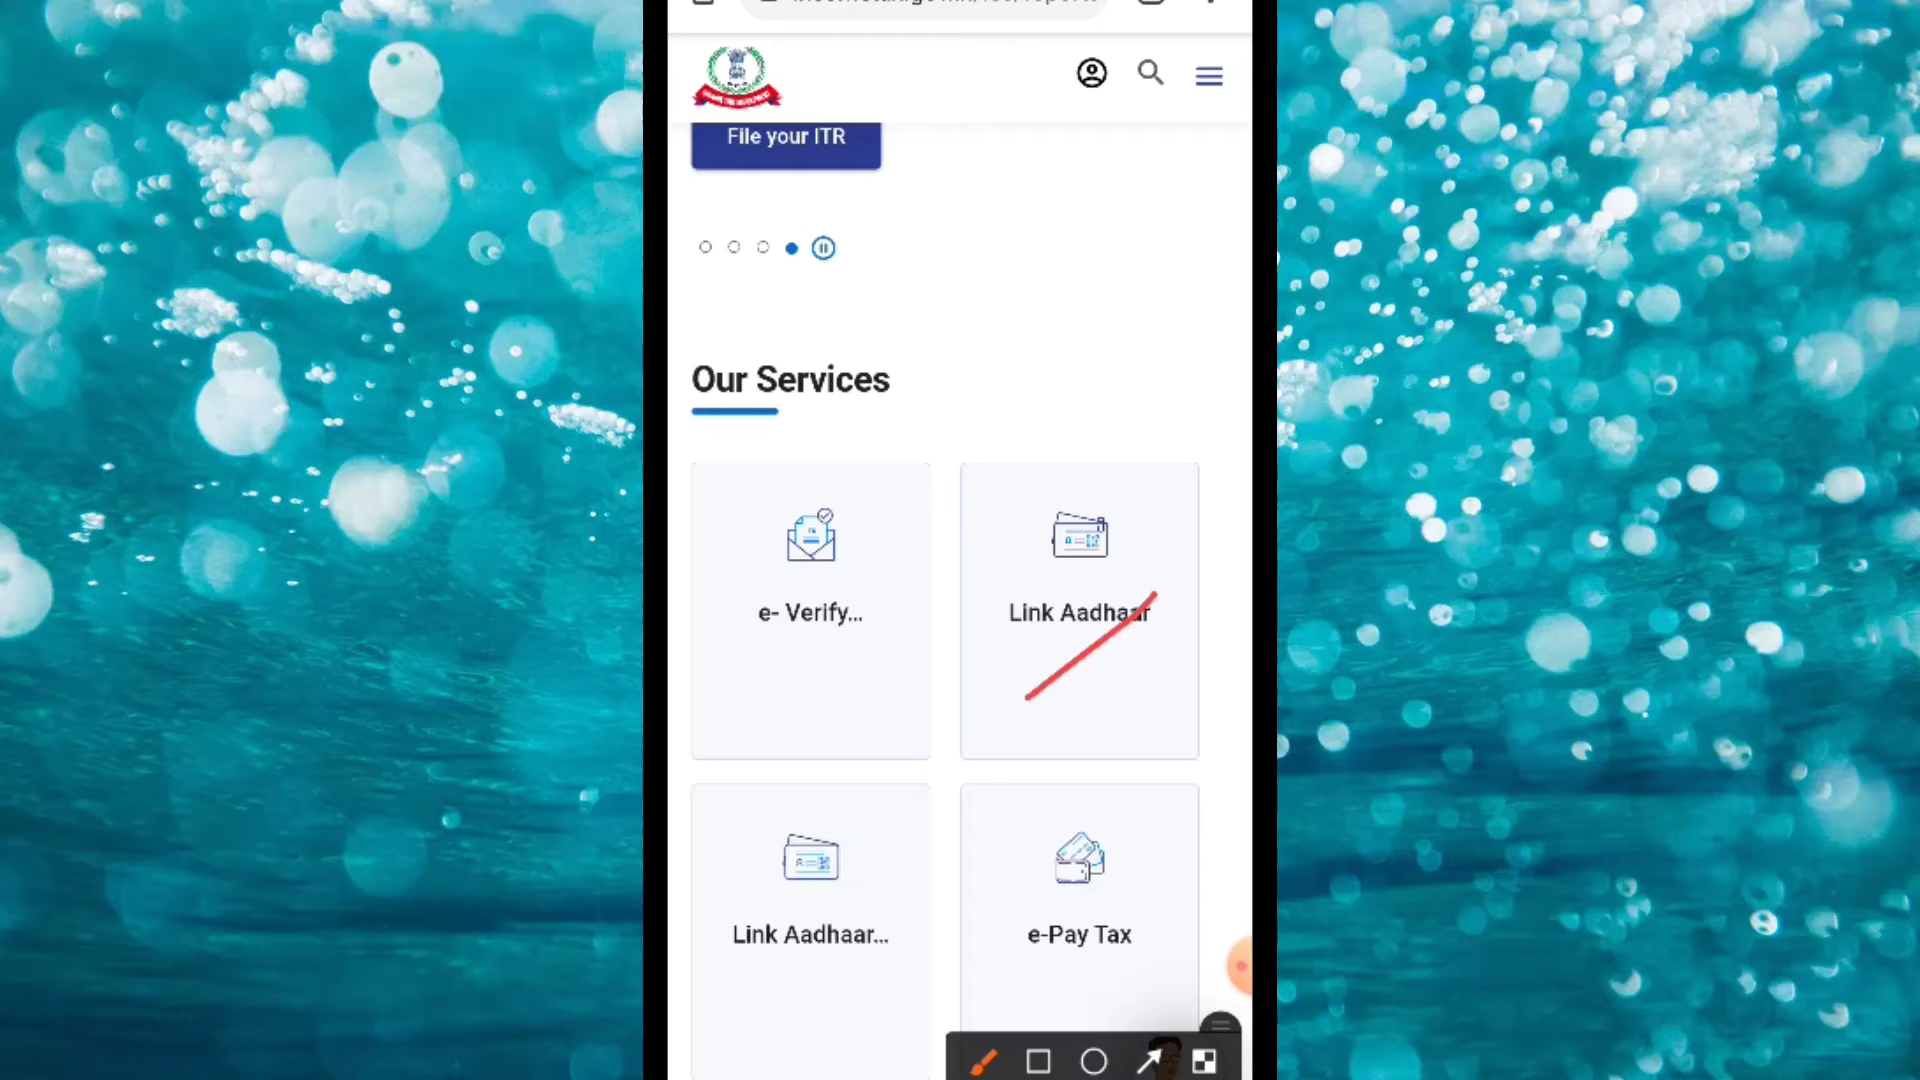 File your ITR
Our Services
e- Verify...
Link Aadhaar
Link Aadhaar...
e-Pay Tax